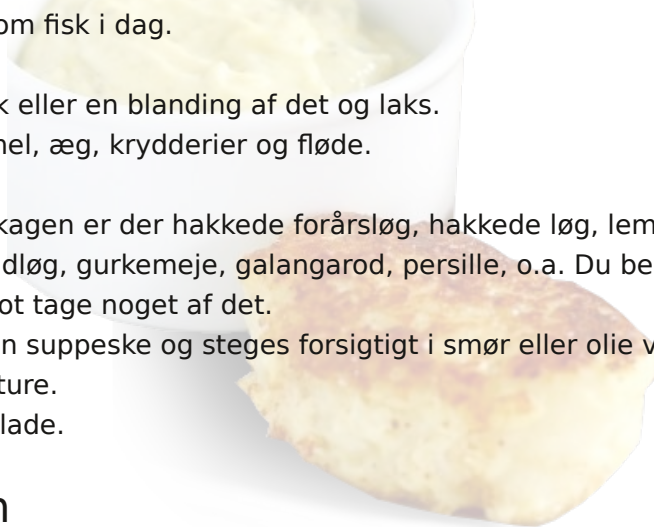 om fisk i dag.
k eller en blanding af det og laks.
nel, æg, krydderier og fløde.
kagen er der hakkede forårsløg, hakkede løg, lem
dløg, gurkemeje, galangarod, persille, o.a. Du be
ot tage noget af det.
n suppeske og steges forsigtigt i smør eller olie v
ture.
lade.
n